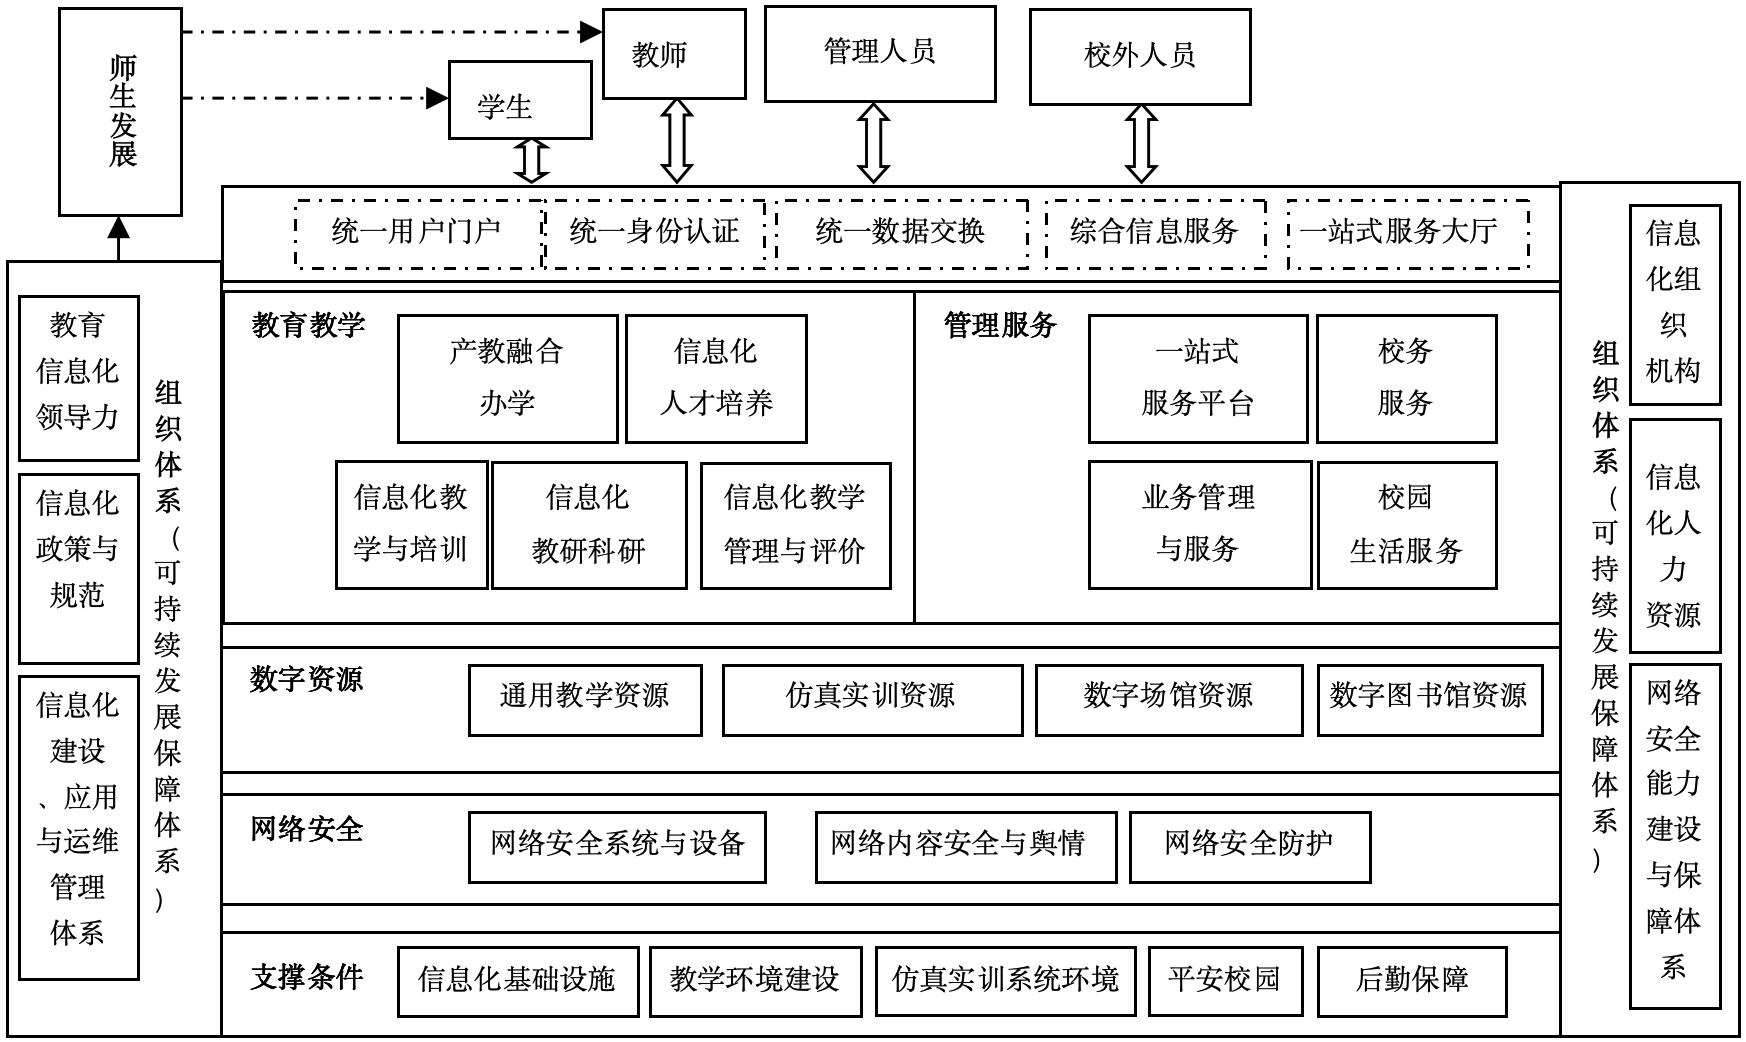 师
生
发
展
教师
管理人员
校外人员
学生
统一用户门户
统一身份认证
统一数据交换
综合信息服务
一站式服务大厅
教育
信息化
领导力
信息化
政策与
规范
信息化
建设
、应用
与运维
管理
体系
组
织
体
系
（
可
持
续
发
展
保
障
体
系
）
教育教学
产教融合
办学
信息化
人才培养
信息化教
学与培训
信息化
教研科研
信息化教学
管理与评价
管理服务
一站式
服务平台
校务
服务
业务管理
与服务
校园
生活服务
数字资源
通用教学资源
仿真实训资源
数字场馆资源
数字图书馆资源
网络安全
网络安全系统与设备
网络内容安全与舆情
网络安全防护
支撑条件
信息化基础设施
教学环境建设
仿真实训系统环境
平安校园
后勤保障
组
织
体
系
（
可
持
续
发
展
保
障
体
系
）
信息
化组
织
机构
信息
化人
力
资源
网络
安全
能力
建设
与保
障体
系